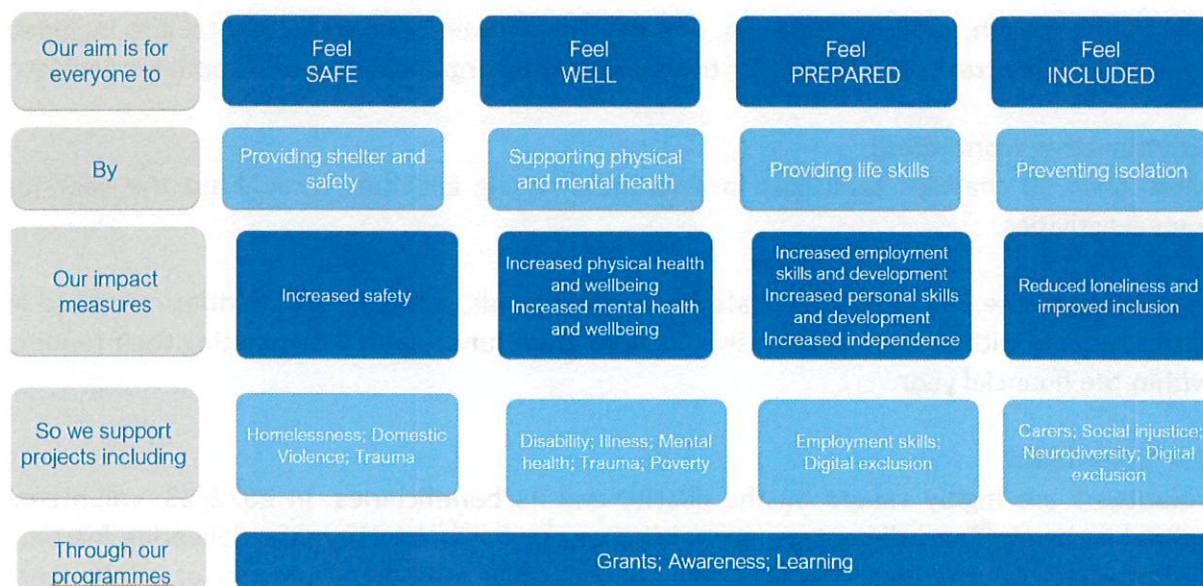 Our aim is for
everyone to
Feel
SAFE
Feel
WELL
Feel
PREPARED
Feel
INCLUDED
By
Providing shelter and
safety
Supporting physical
and mental health
Providing life skills
Preventing isolation
Our impact
measures
Increased safety
Increased physical health
and wellbeing
Increased mental health
and wellbeing
Increased employment
skills and development
Increased personal skills
and development
Increased independence
Reduced loneliness and
improved inclusion
So we support
projects including
Homelessness; Domestic
Violence; Trauma
Disability; Illness; Mental
health; Trauma; Poverty
Employment skills;
Digital exclusion
Carers; Social injustice;
Neurodiversity; Digital
exclusion
Through our
programmes
Grants; Awareness; Learning